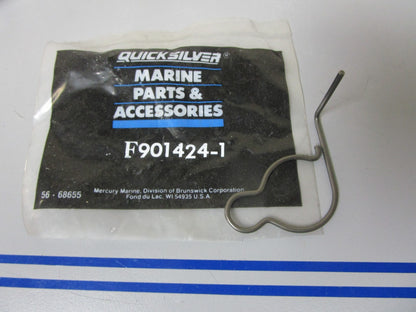 QUICKSILVER®
MARINE
PARTS &
ACCESSORIES
F901424-1
56 - 68655
Mercury Marine, Division of Brunswick Corporation
Fond du Lac, WI 54935 U.S.A.